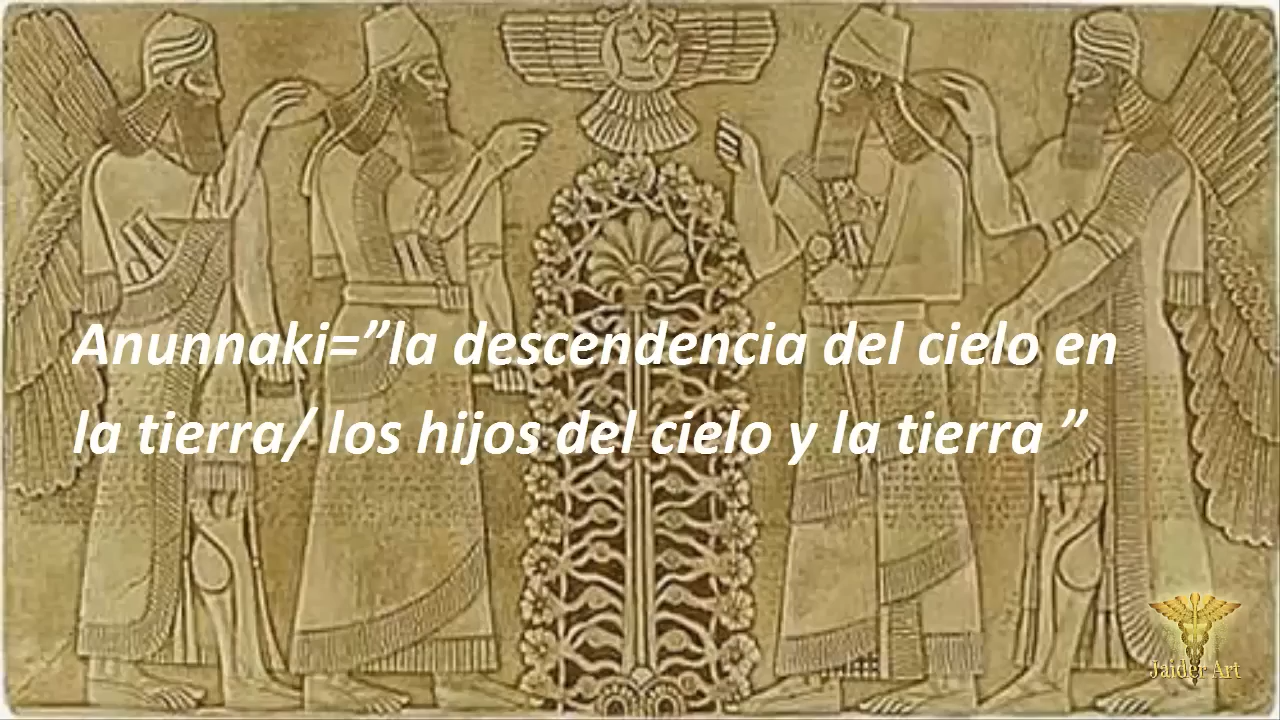 Anunnaki=”la descendencia del cielo en
la tierra/ los hijos del cielo y la tierra ”
Jaider Art